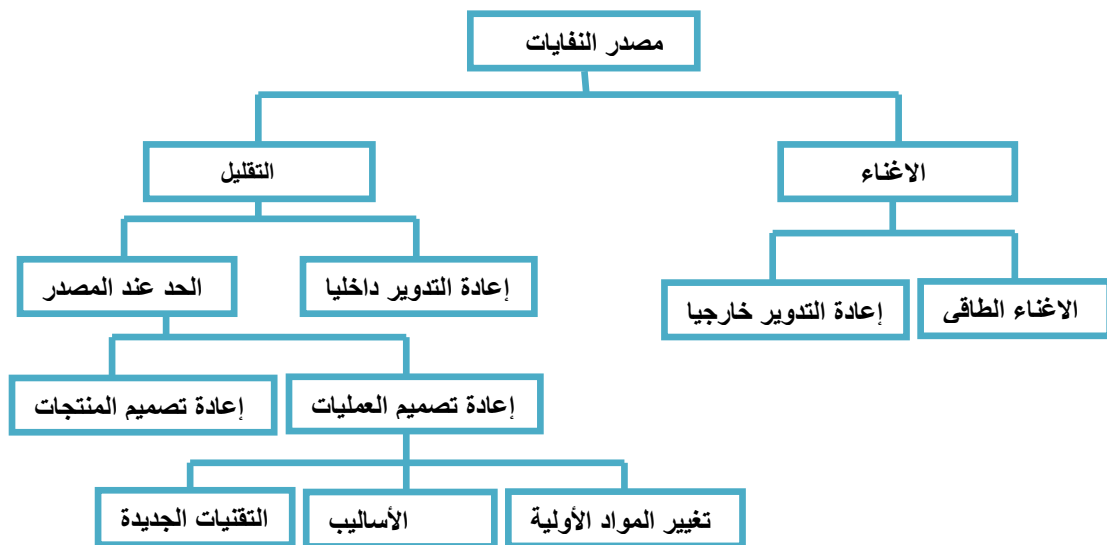 مصدر النفايات
الاغناء
التقليل
الاغناء الطاقي
إعادة التدوير خارجيا
إعادة التدوير داخليا
الحد عند المصدر
إعادة تصميم العمليات
إعادة تصميم المنتجات
تغيير المواد الأولية
الأساليب
التقنيات الجديدة